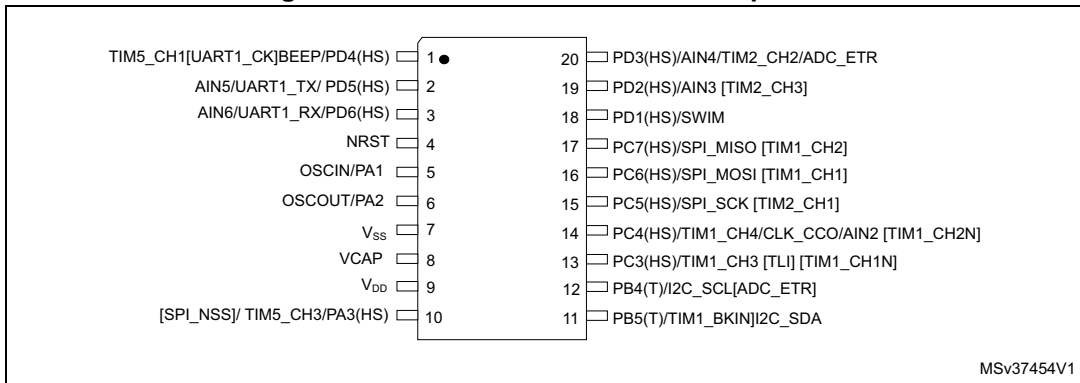 TIM5_CH1[UART1_CK]BEEP/PD4(HS) 1 20 PD3(HS)/AIN4/TIM2_CH2/ADC_ETR
AIN5/UART1_TX/ PD5(HS) 2 19 PD2(HS)/AIN3 [TIM2_CH3]
AIN6/UART1_RX/PD6(HS) 3 18 PD1(HS)/SWIM
NRST 4 17 PC7(HS)/SPI_MISO [TIM1_CH2]
OSCIN/PA1 5 16 PC6(HS)/SPI_MOSI [TIM1_CH1]
OSCOUT/PA2 6 15 PC5(HS)/SPI_SCK [TIM2_CH1]
VSS 7 14 PC4(HS)/TIM1_CH4/CLK_CCO/AIN2 [TIM1_CH2N]
VCAP 8 13 PC3(HS)/TIM1_CH3 [TLI] [TIM1_CH1N]
VDD 9 12 PB4(T)/I2C_SCL[ADC_ETR]
[SPI_NSS]/ TIM5_CH3/PA3(HS) 10 11 PB5(T)/TIM1_BKIN]I2C_SDA
MSv37454V1